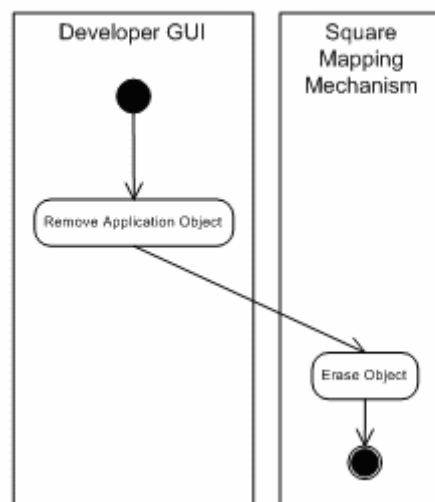 Developer GUI
Square
Mapping
Mechanism
Remove Application Object
Erase Object